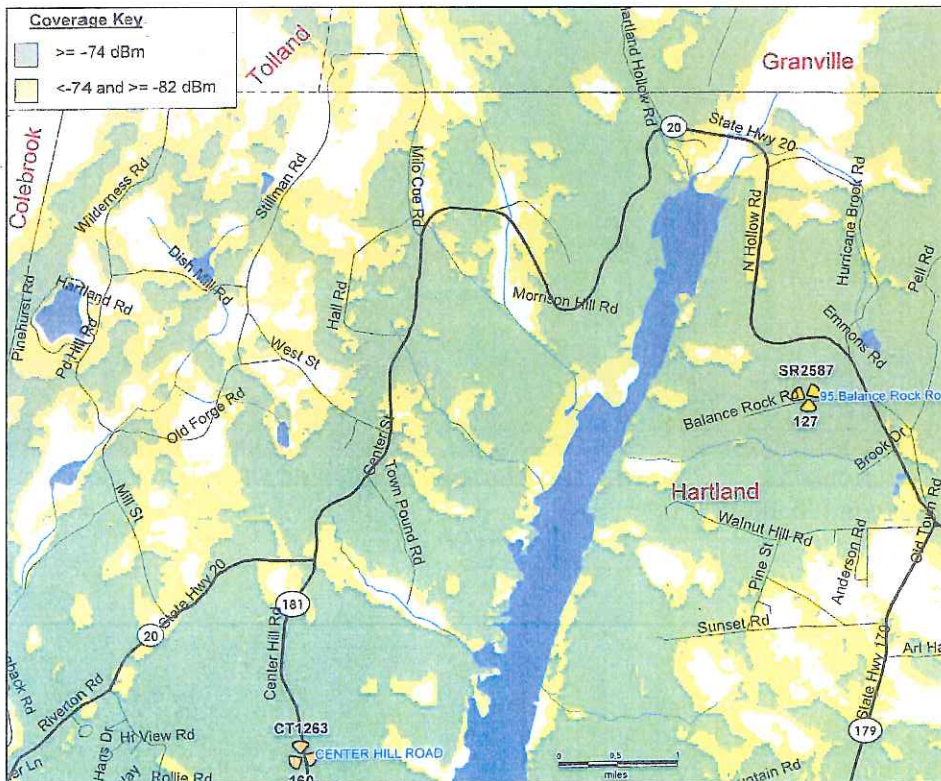 Coverage Key
>= -74 dBm
<-74 and >= -82 dBm
Tolland
Granville
Colebrook
Hartland
Hartland Hollow Rd
20
State Hwy 20
Milo Coe Rd
Stillman Rd
Wilderness Rd
Dish Mill Rd
Pinehurst Rd
Hartland Rd
Pd Hill Rd
Hall Rd
Morrison Hill Rd
N Hollow Rd
Hurricane Brook Rd
Pell Rd
Emmons Rd
West St
Old Forge Rd
SR2587
95 Balance Rock Ro
Balance Rock Rd
127
Brook Dr
Center St
Town Pound Rd
Mill St
Walnut Hill Rd
Pine St
Anderson Rd
Old Town Rd
State Hwy 20
181
20
Sunset Rd
State Hwy 179
Center Hill Rd
Riverton Rd
CT1263
CENTER HILL ROAD
160
Hi View Rd
Rollie Rd
0 0.5 1
miles
179